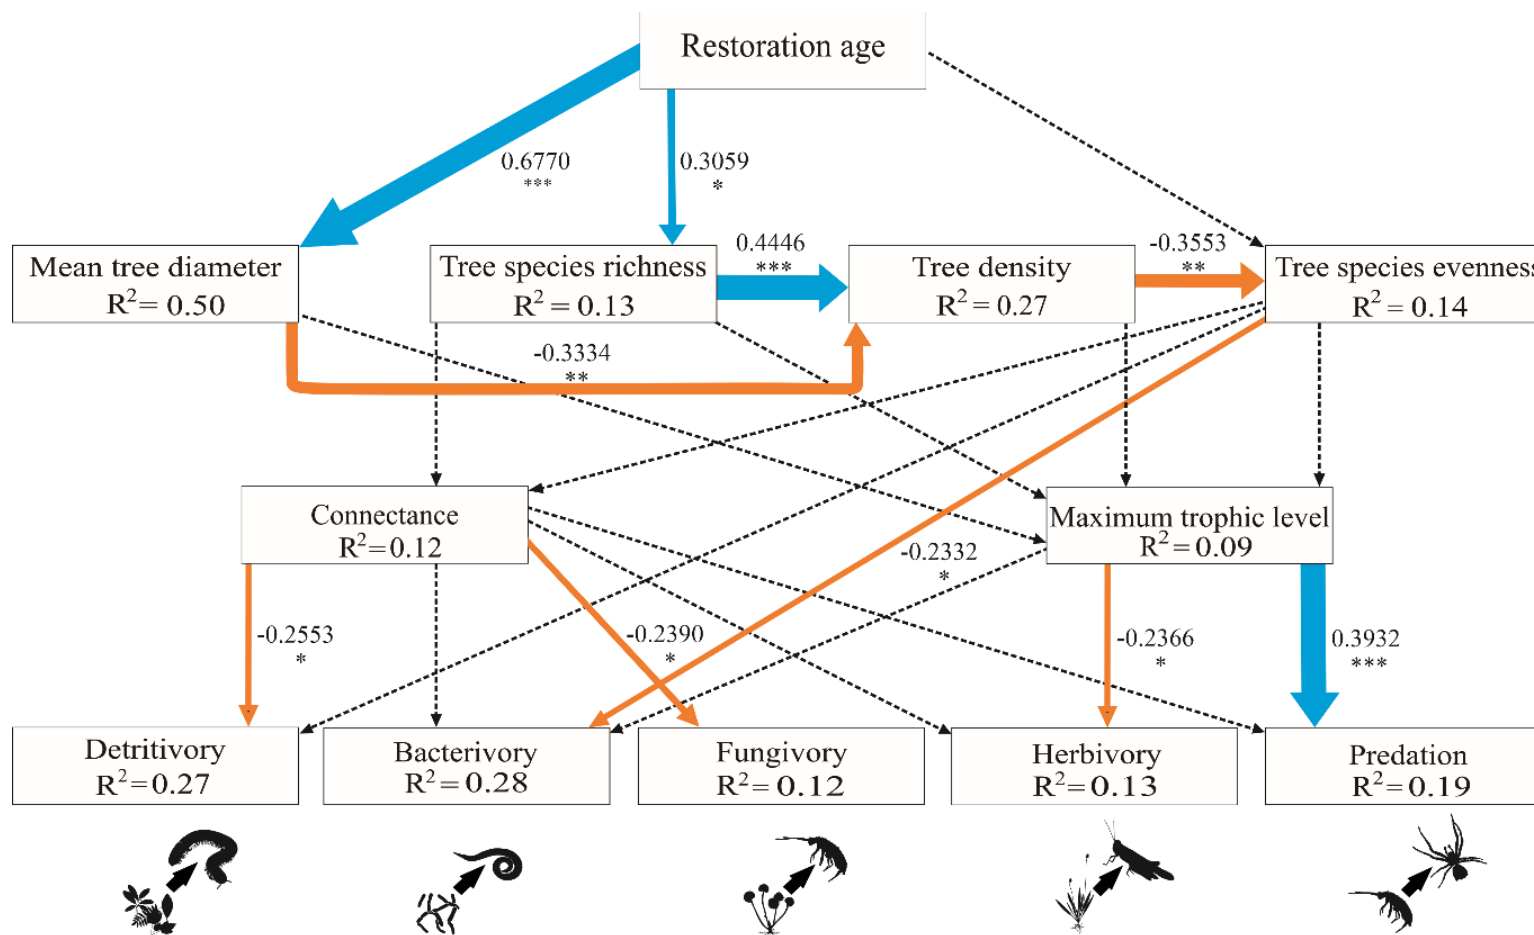 Restoration age
0.6770
***
0.3059
*
Mean tree diameter
R² = 0.50
Tree species richness
R² = 0.13
0.4446
***
Tree density
R² = 0.27
-0.3553
**
Tree species evenness
R² = 0.14
-0.3334
**
Connectance
R² = 0.12
Maximum trophic level
R² = 0.09
-0.2332
*
-0.2553
*
-0.2390
*
-0.2366
*
0.3932
***
Detritivory
R² = 0.27
Bacterivory
R² = 0.28
Fungivory
R² = 0.12
Herbivory
R² = 0.13
Predation
R² = 0.19